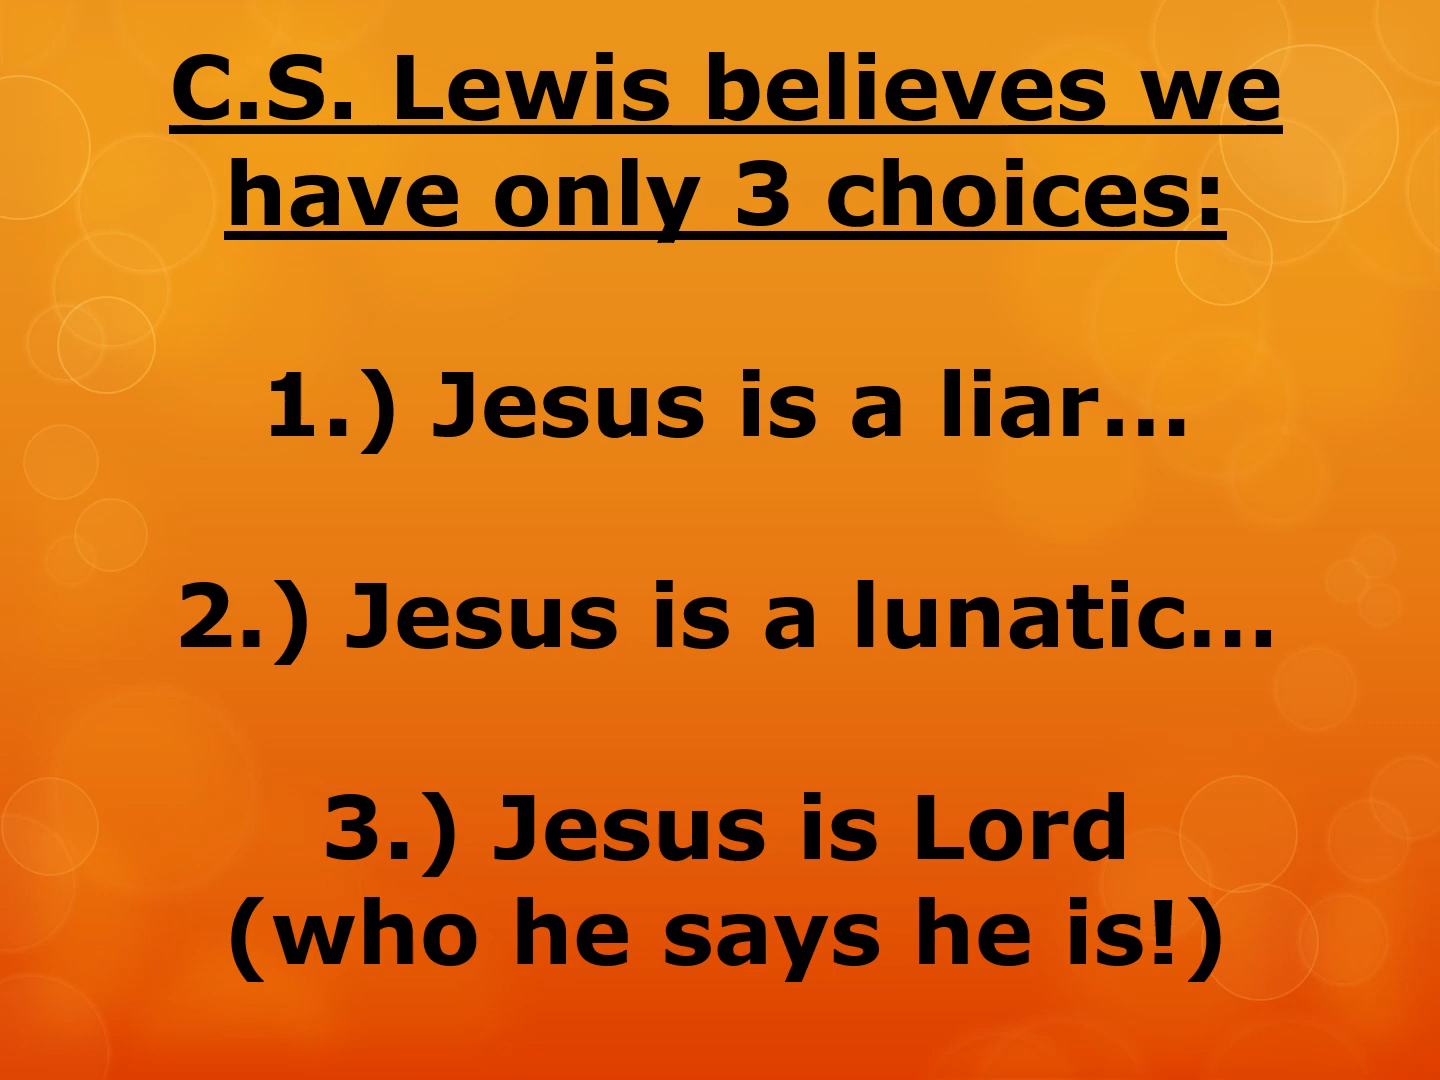 C.S. Lewis believes we
have only 3 choices:
1.) Jesus is a liar…
2.) Jesus is a lunatic…
3.) Jesus is Lord
(who he says he is!)